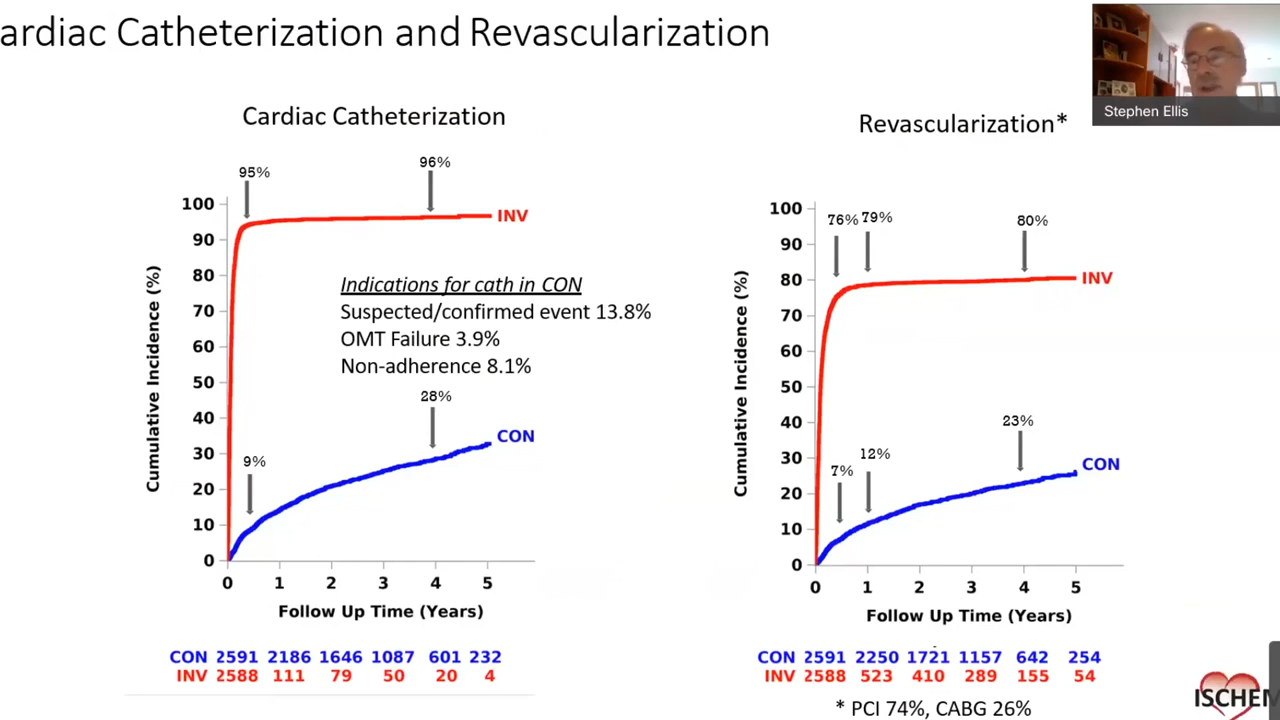 ardiac Catheterization and Revascularization
Stephen Ellis
Cardiac Catheterization
95%
96%
100
90
80
70
60
50
40
30
20
10
0
Cumulative Incidence (%)
INV
Indications for cath in CON
Suspected/confirmed event 13.8%
OMT Failure 3.9%
Non-adherence 8.1%
28%
CON
9%
0 1 2 3 4 5
Follow Up Time (Years)
CON 2591 2186 1646 1087 601 232
INV 2588 111 79 50 20 4
Revascularization*
76% 79%
80%
100
90
80
70
60
50
40
30
20
10
0
Cumulative Incidence (%)
INV
23%
CON
12%
7%
0 1 2 3 4 5
Follow Up Time (Years)
CON 2591 2250 1721 1157 642 254
INV 2588 523 410 289 155 54
* PCI 74%, CABG 26%
ISCHEM